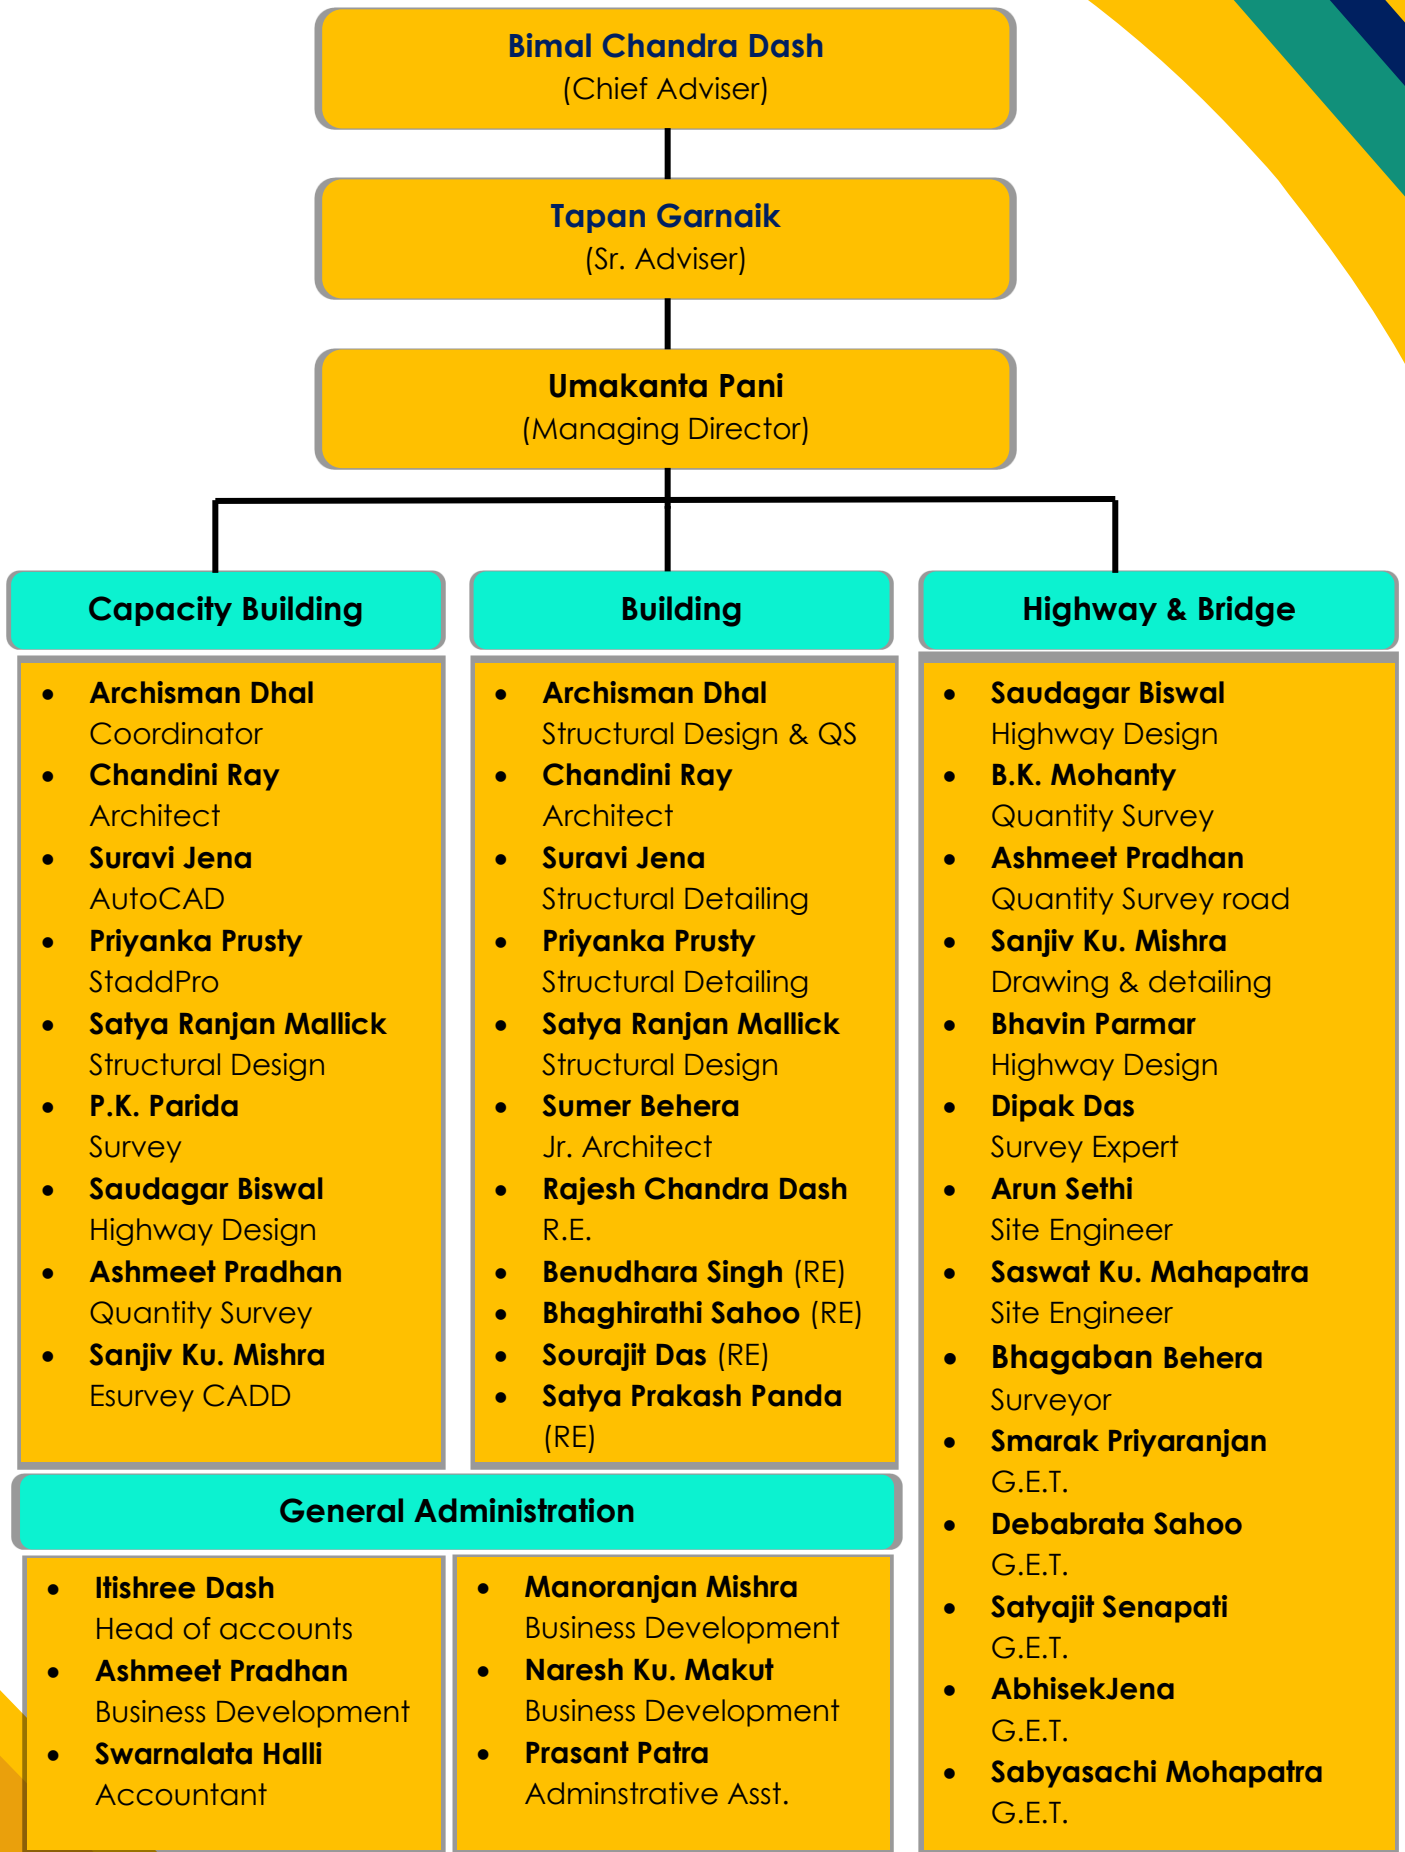 Bimal Chandra Dash
(Chief Adviser)
Tapan Garnaik
(Sr. Adviser)
Umakanta Pani
(Managing Director)
Capacity Building
• Archisman Dhal
Coordinator
• Chandini Ray
Architect
• Suravi Jena
AutoCAD
• Priyanka Prusty
StaddPro
• Satya Ranjan Mallick
Structural Design
• P.K. Parida
Survey
• Saudagar Biswal
Highway Design
• Ashmeet Pradhan
Quantity Survey
• Sanjiv Ku. Mishra
Esurvey CADD
Building
• Archisman Dhal
Structural Design & QS
• Chandini Ray
Architect
• Suravi Jena
Structural Detailing
• Priyanka Prusty
Structural Detailing
• Satya Ranjan Mallick
Structural Design
• Sumer Behera
Jr. Architect
• Rajesh Chandra Dash
R.E.
• Benudhara Singh (RE)
• Bhaghirathi Sahoo (RE)
• Sourajit Das (RE)
• Satya Prakash Panda
(RE)
Highway & Bridge
• Saudagar Biswal
Highway Design
• B.K. Mohanty
Quantity Survey
• Ashmeet Pradhan
Quantity Survey road
• Sanjiv Ku. Mishra
Drawing & detailing
• Bhavin Parmar
Highway Design
• Dipak Das
Survey Expert
• Arun Sethi
Site Engineer
• Saswat Ku. Mahapatra
Site Engineer
• Bhagaban Behera
Surveyor
• Smarak Priyaranjan
G.E.T.
• Debabrata Sahoo
G.E.T.
• Satyajit Senapati
G.E.T.
• AbhisekJena
G.E.T.
• Sabyasachi Mohapatra
G.E.T.
General Administration
• Itishree Dash
Head of accounts
• Ashmeet Pradhan
Business Development
• Swarnalata Halli
Accountant
• Manoranjan Mishra
Business Development
• Naresh Ku. Makut
Business Development
• Prasant Patra
Adminstrative Asst.